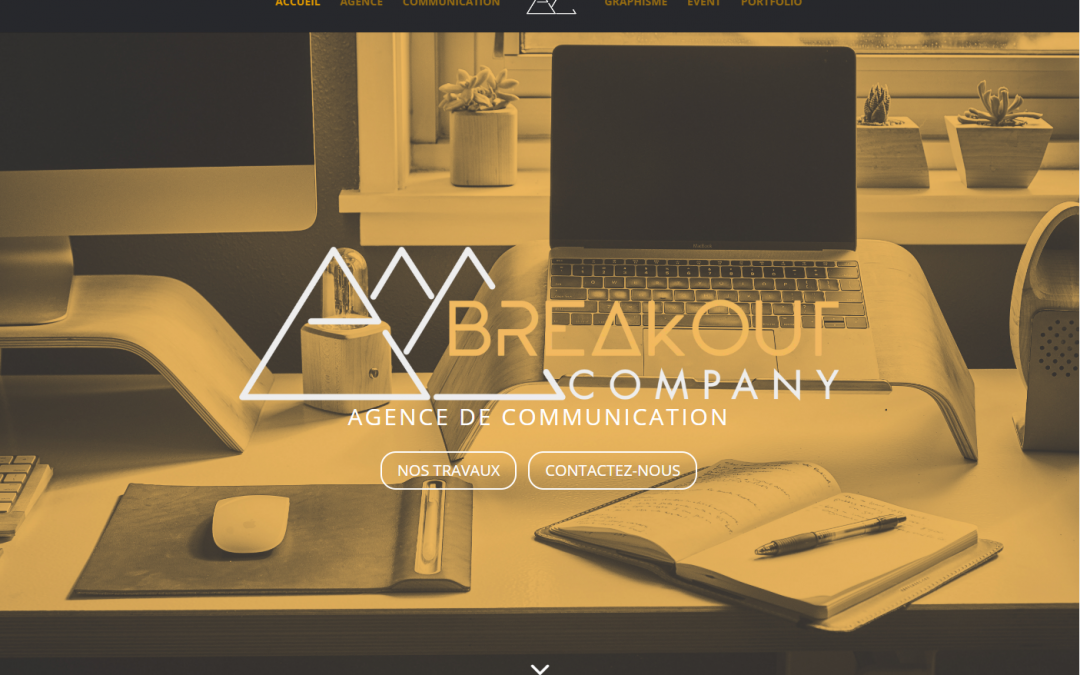 ACCUEIL AGENCE COMMUNICATION GRAPHISME EVENT PORTFOLIO
BREAKOUT
COMPANY
AGENCE DE COMMUNICATION
NOS TRAVAUX CONTACTEZ-NOUS